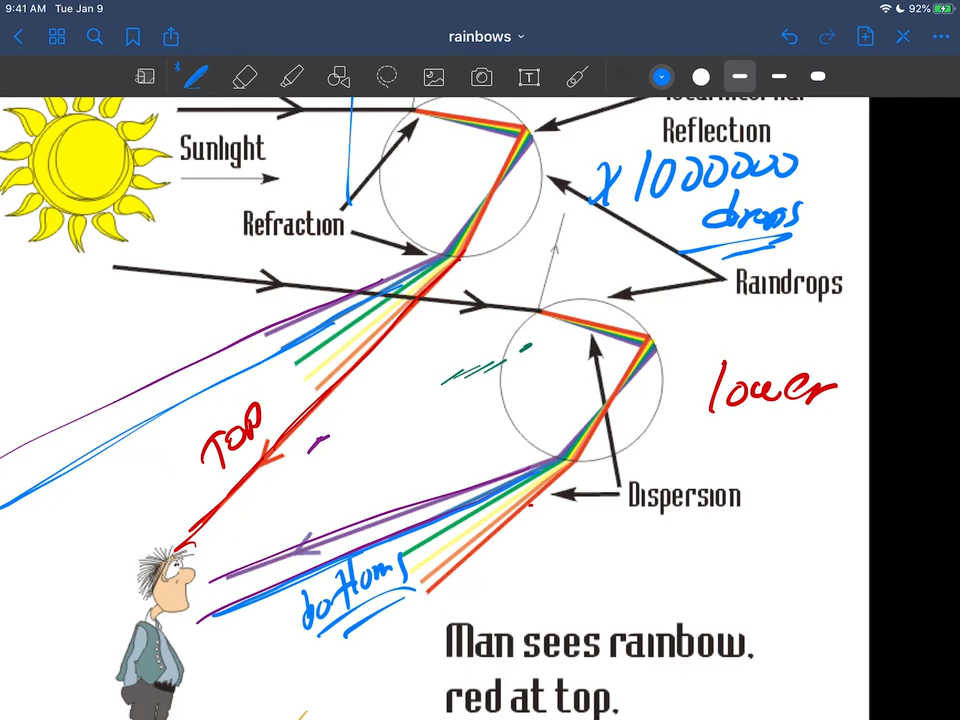 9:41 AM Tue Jan 9
92%
rainbows
T
Sunlight
Reflection
x 1000000
drops
Refraction
Raindrops
lower
TOP
Dispersion
bottoms
Man sees rainbow,
red at top.